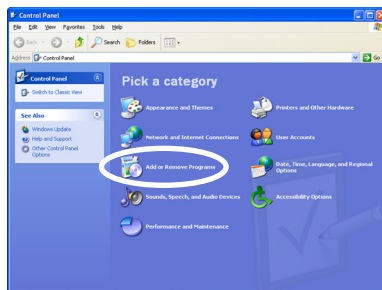 Control Panel
File Edit View Favorites Tools Help
Back Search Folders
Address Control Panel Go
Control Panel
Switch to Classic View
See Also
Windows Update
Help and Support
Other Control Panel
Options
Pick a category
Appearance and Themes
Printers and Other Hardware
Network and Internet Connections
User Accounts
Add or Remove Programs
Date, Time, Language, and Regional
Options
Sounds, Speech, and Audio Devices
Accessibility Options
Performance and Maintenance